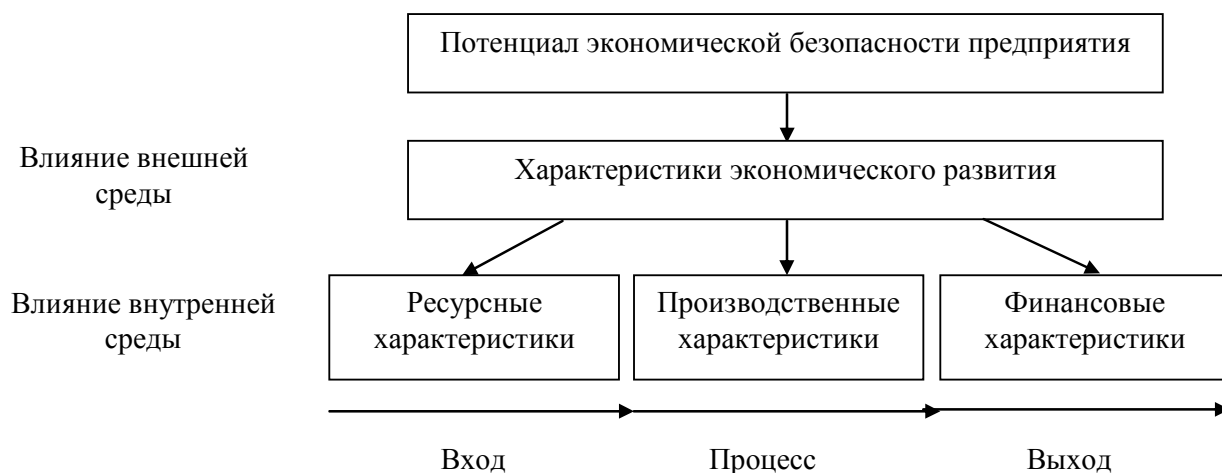 Потенциал экономической безопасности предприятия
Влияние внешней
среды
Характеристики экономического развития
Влияние внутренней
среды
Ресурсные
характеристики
Производственные
характеристики
Финансовые
характеристики
Вход
Процесс
Выход